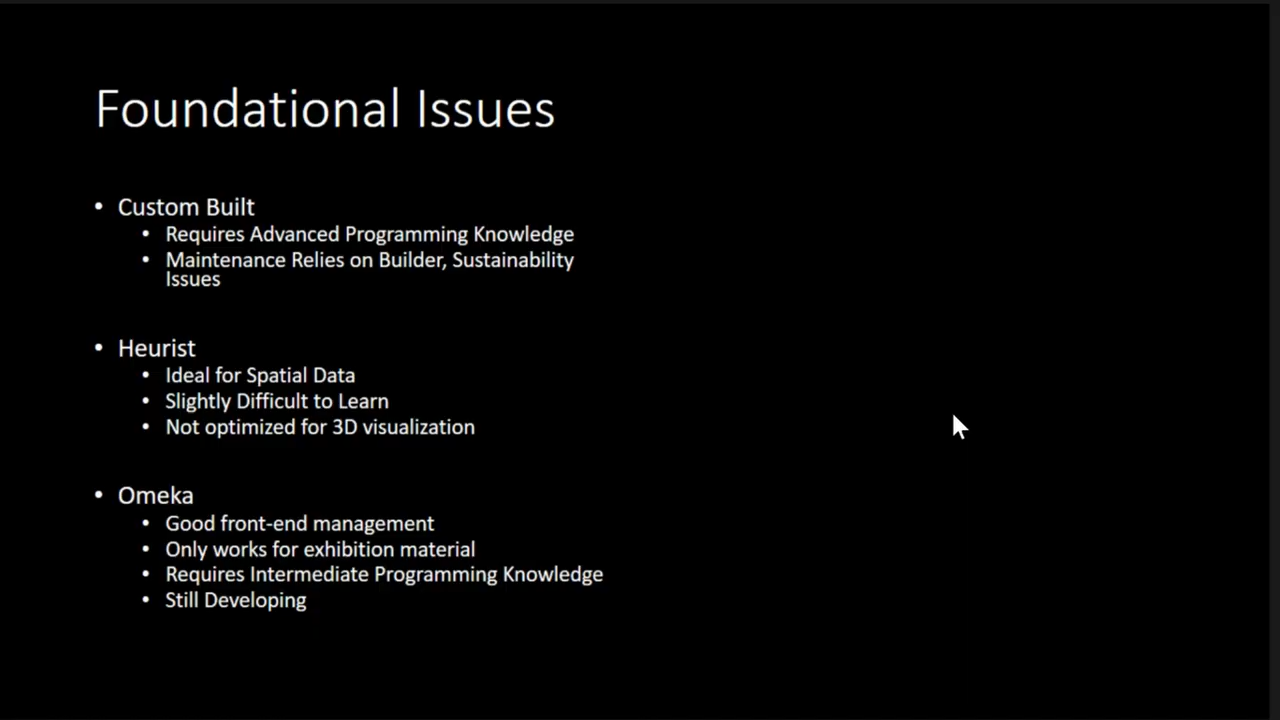 Foundational Issues
• Custom Built
• Requires Advanced Programming Knowledge
• Maintenance Relies on Builder, Sustainability
Issues
• Heurist
• Ideal for Spatial Data
• Slightly Difficult to Learn
• Not optimized for 3D visualization
• Omeka
• Good front-end management
• Only works for exhibition material
• Requires Intermediate Programming Knowledge
• Still Developing